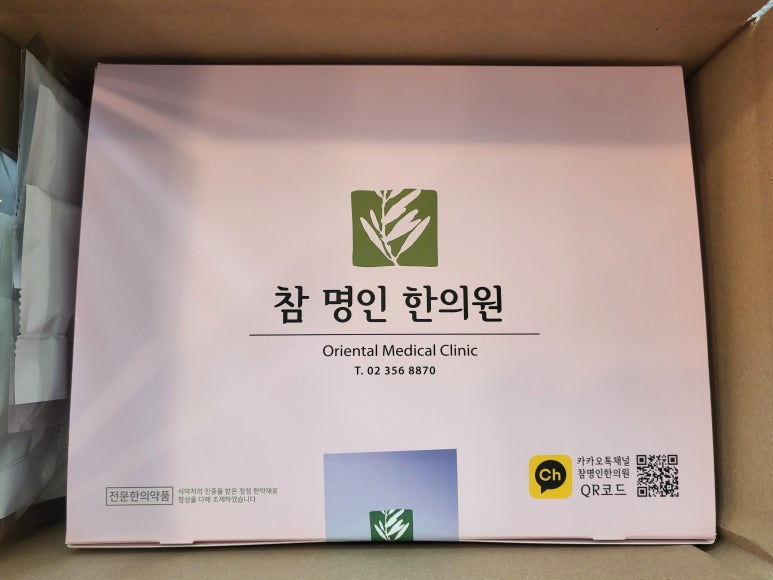 참 명인 한의원
Oriental Medical Clinic
T. 02 356 8870
전문한의약품
식약처의 인증을 받은 청정 한약재로
정성을 다해 조제하였습니다
Ch
카카오톡채널
참명인한의원
QR코드